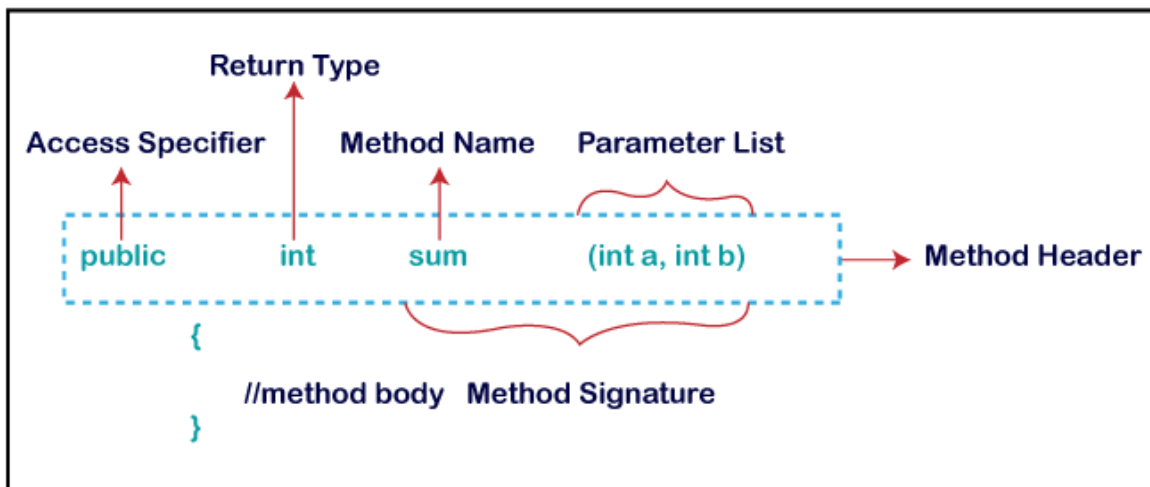 Return Type
Access Specifier Method Name Parameter List
public int sum (int a, int b) Method Header
{
//method body Method Signature
}